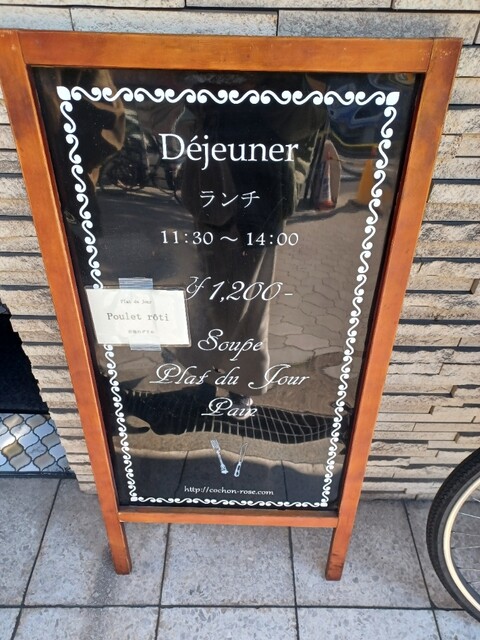 Déjeuner
ランチ
11:30 〜 14:00
¥1,200-
Plat du Jour
Poulet rôti
Soupe
Plat du Jour
Pain
http://cochon-rose.com